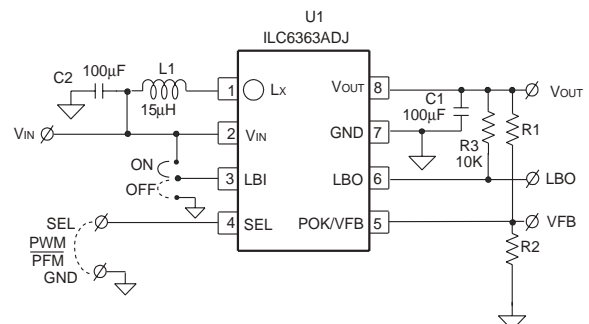 U1
ILC6363ADJ
C2
100µF
L1
15µH
1
LX
VOUT
8
C1
100µF
VOUT
VIN
2
VIN
GND
7
R3
10K
R1
ON
OFF
3
LBI
LBO
6
LBO
SEL
4
SEL
POK/VFB
5
VFB
PWM
PFM
GND
R2